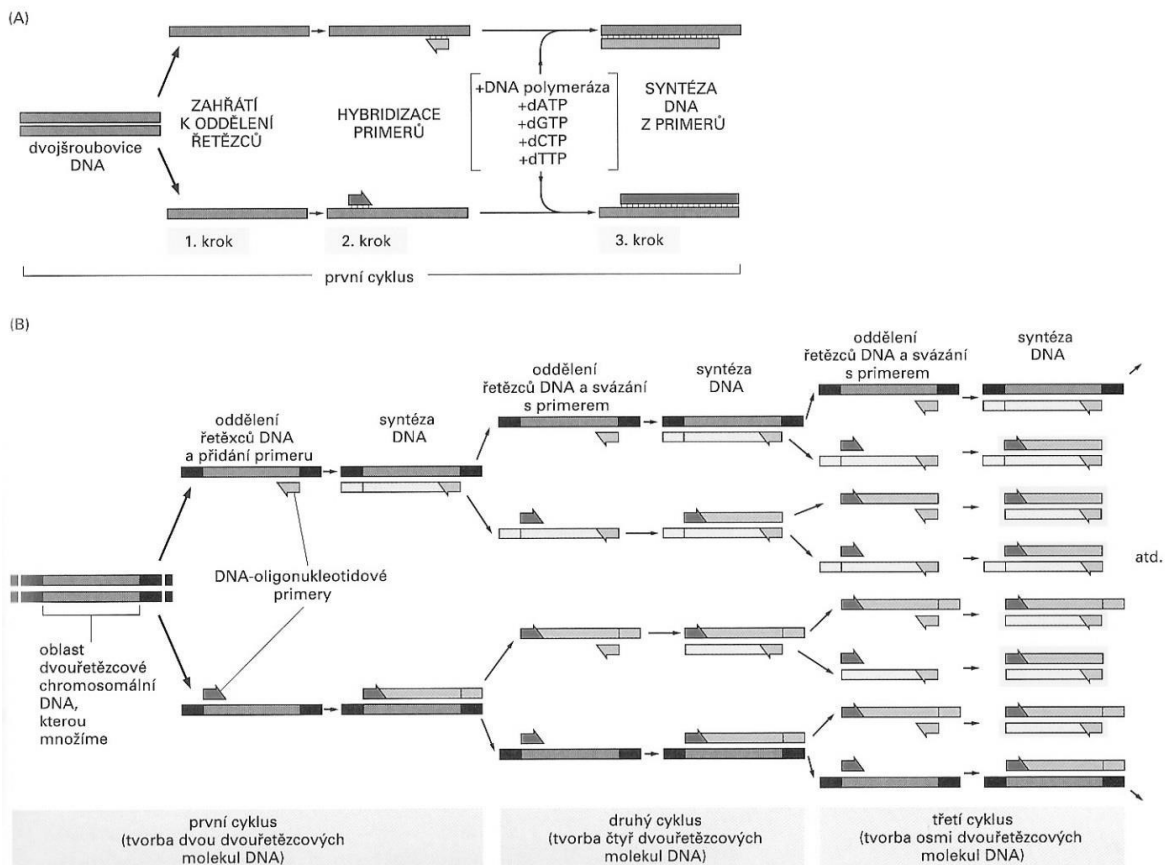 (A)
dvojšroubovice
DNA
ZAHŘÁTÍ
K ODDĚLENÍ
ŘETĚZCŮ
HYBRIDIZACE
PRIMERŮ
+DNA polymeráza
+dATP
+dGTP
+dCTP
+dTTP
SYNTÉZA
DNA
Z PRIMERŮ
1. krok
2. krok
3. krok
první cyklus
(B)
oddělení
řetěxců DNA
a přidání primeru
syntéza
DNA
oddělení
řetězců DNA a svázání
s primerem
syntéza
DNA
oddělení
řetězců DNA a svázání
s primerem
syntéza
DNA
DNA-oligonukleotidové
primery
atd.
oblast
dvouřetězcové
chromosomální
DNA,
kterou
množíme
první cyklus
(tvorba dvou dvouřetězcových
molekul DNA)
druhý cyklus
(tvorba čtyř dvouřetězcových
molekul DNA)
třetí cyklus
(tvorba osmi dvouřetězcových
molekul DNA)